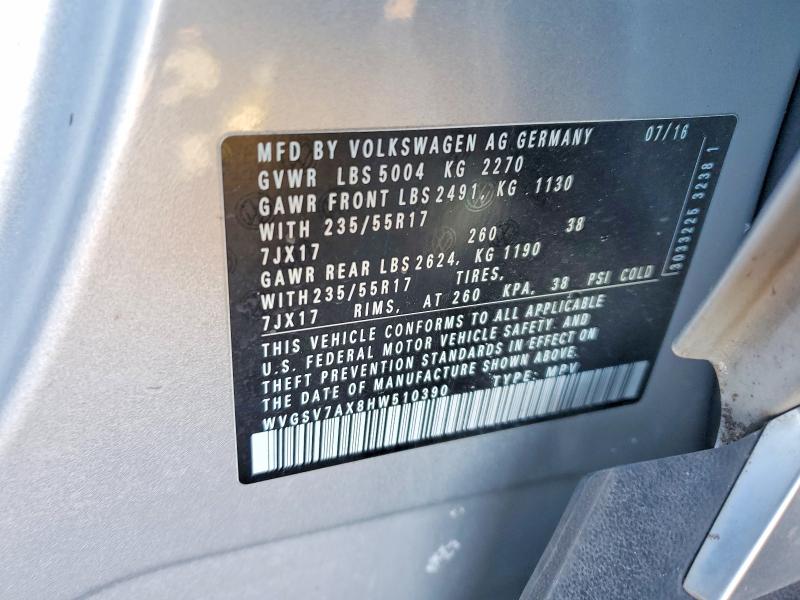 MFD BY VOLKSWAGEN AG GERMANY 07/16
GVWR LBS 5004 KG 2270
GAWR FRONT LBS 2491, KG 1130
WITH 235/55R17
7JX17 260 38
GAWR REAR LBS 2624, KG 1190
WITH 235/55R17 TIRES,
7JX17 RIMS, AT 260 KPA, 38 PSI COLD
THIS VEHICLE CONFORMS TO ALL APPLICABLE
U.S. FEDERAL MOTOR VEHICLE SAFETY AND
THEFT PREVENTION STANDARDS IN EFFECT ON
THE DATE OF MANUFACTURE SHOWN ABOVE.
WVGSV7AX8HW510390 TYPE: MPV
3033225 3238 1